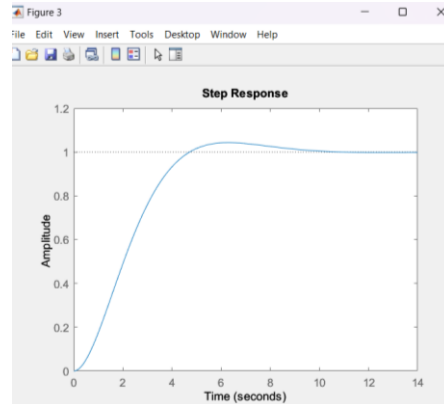 Figure 3
File Edit View Insert Tools Desktop Window Help
Step Response
1.2
1
0.8
0.6
0.4
0.2
0
Amplitude
0 2 4 6 8 10 12 14
Time (seconds)